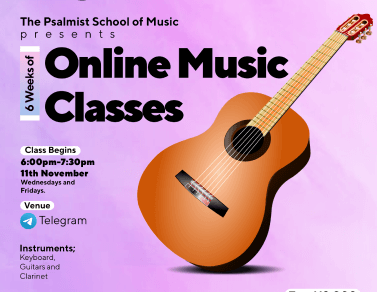 The Psalmist School of Music
presents
6 Weeks of
Online Music
Classes
Class Begins
6:00pm-7:30pm
11th November
Wednesdays and
Fridays.
Venue
Telegram
Instruments;
Keyboard,
Guitars and
Clarinet